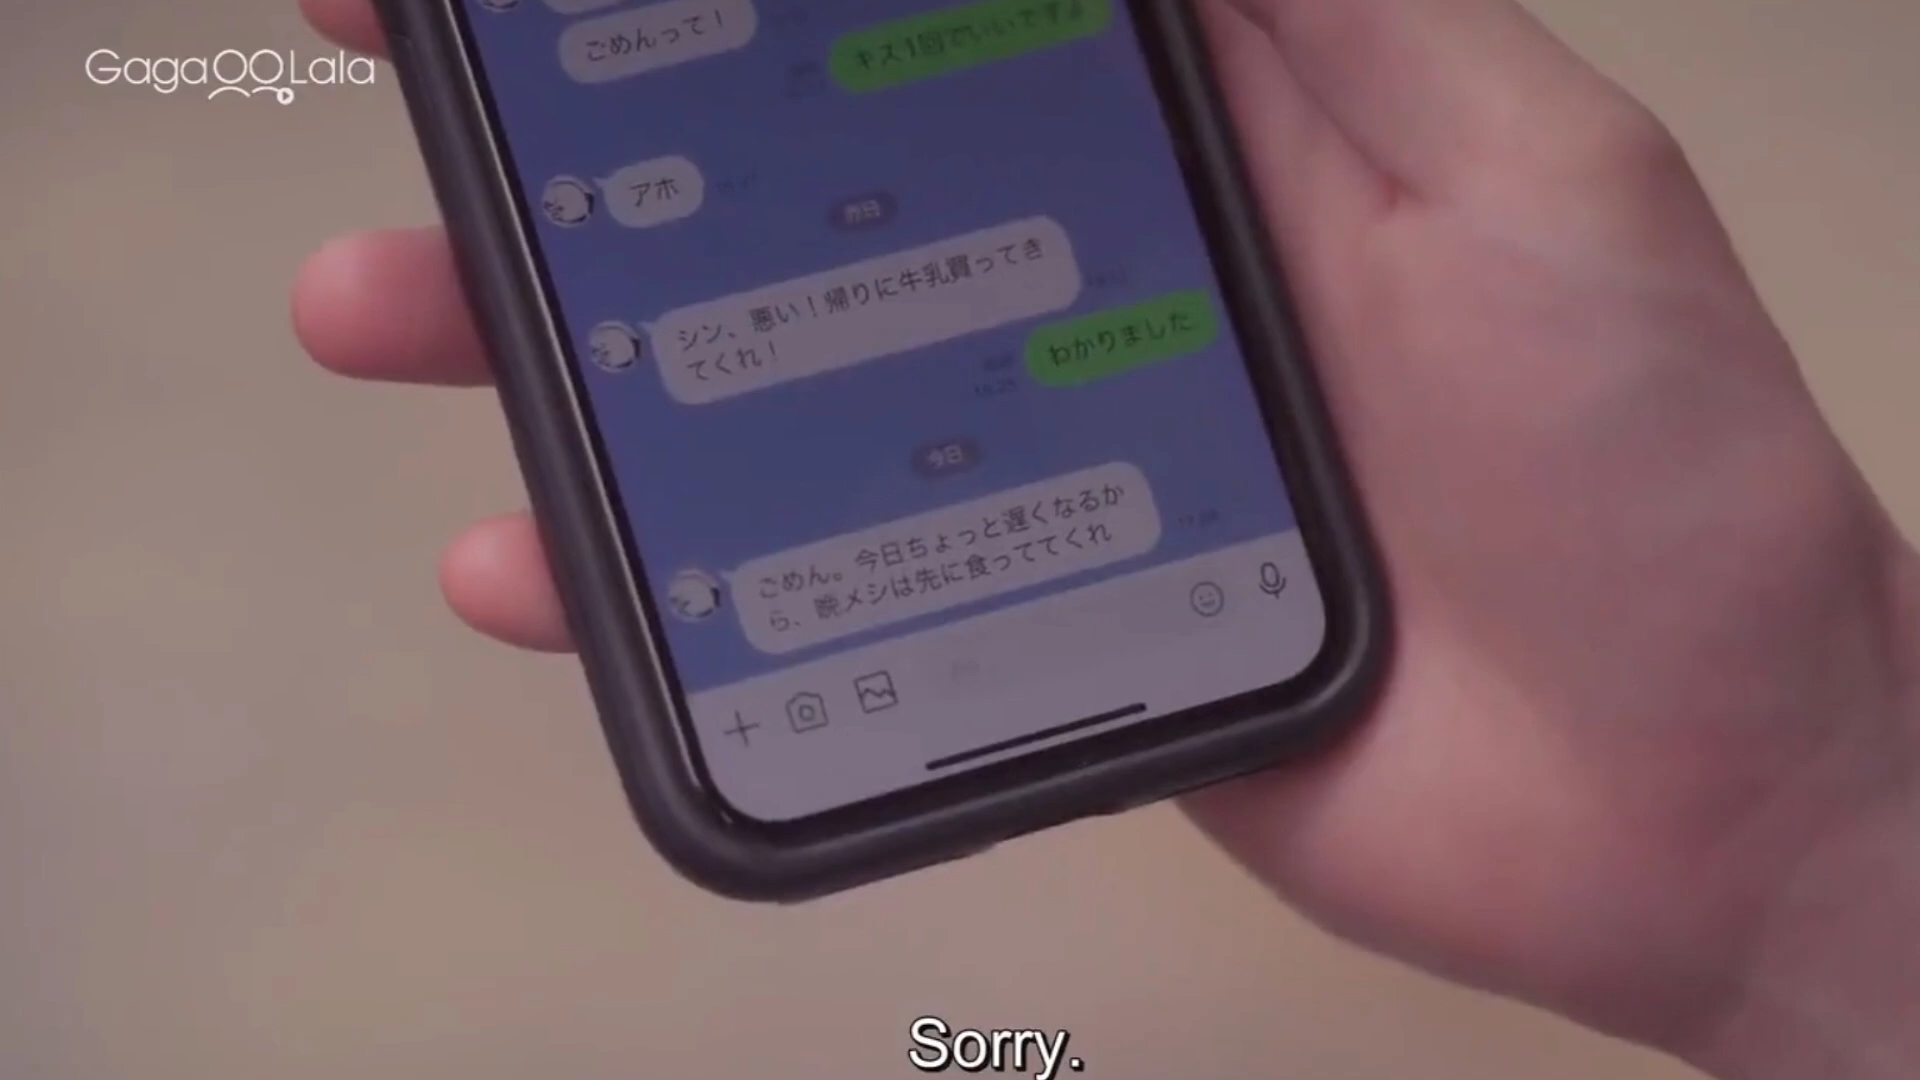 GagaOOLala
ごめんって！
キス1回でいいですよ
アホ
昨日
シン、悪い！帰りに牛乳買ってき
てくれ！
わかりました
今日
ごめん。今日ちょっと遅くなるか
ら、晩メシは先に食っててくれ
Sorry.